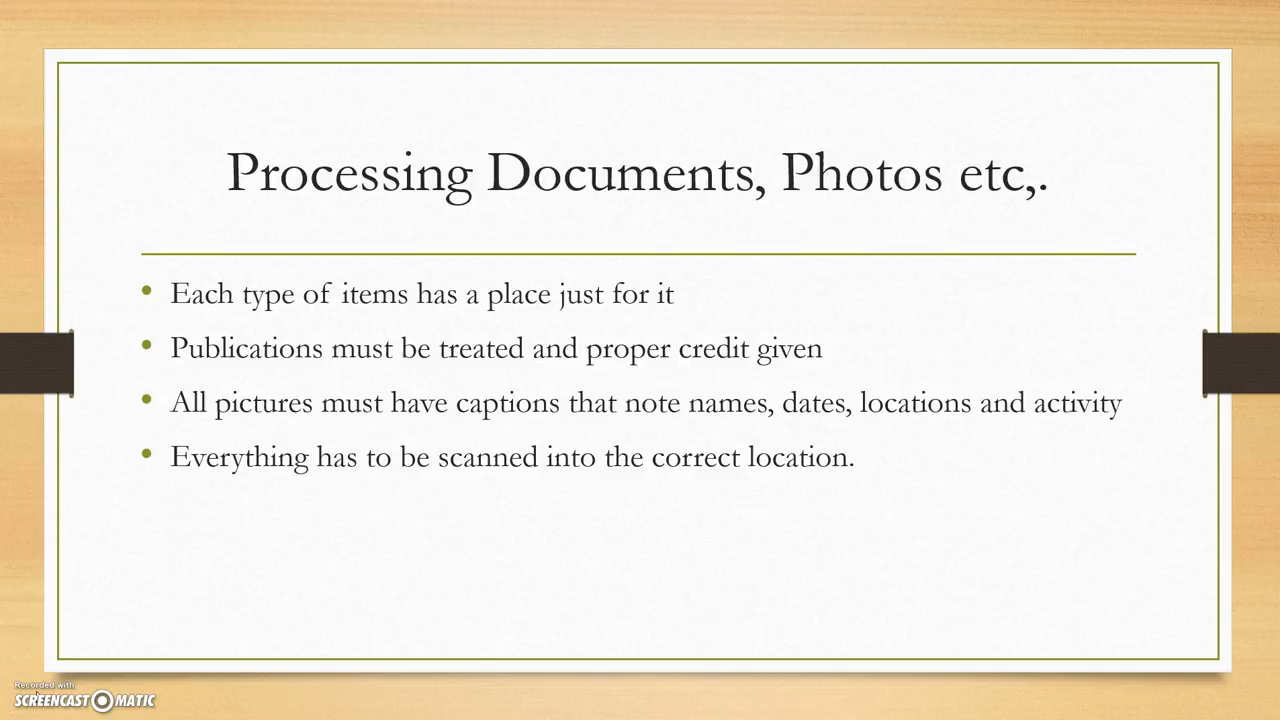 Processing Documents, Photos etc,.
• Each type of items has a place just for it
• Publications must be treated and proper credit given
• All pictures must have captions that note names, dates, locations and activity
• Everything has to be scanned into the correct location.
Recorded with
SCREENCAST MATIC